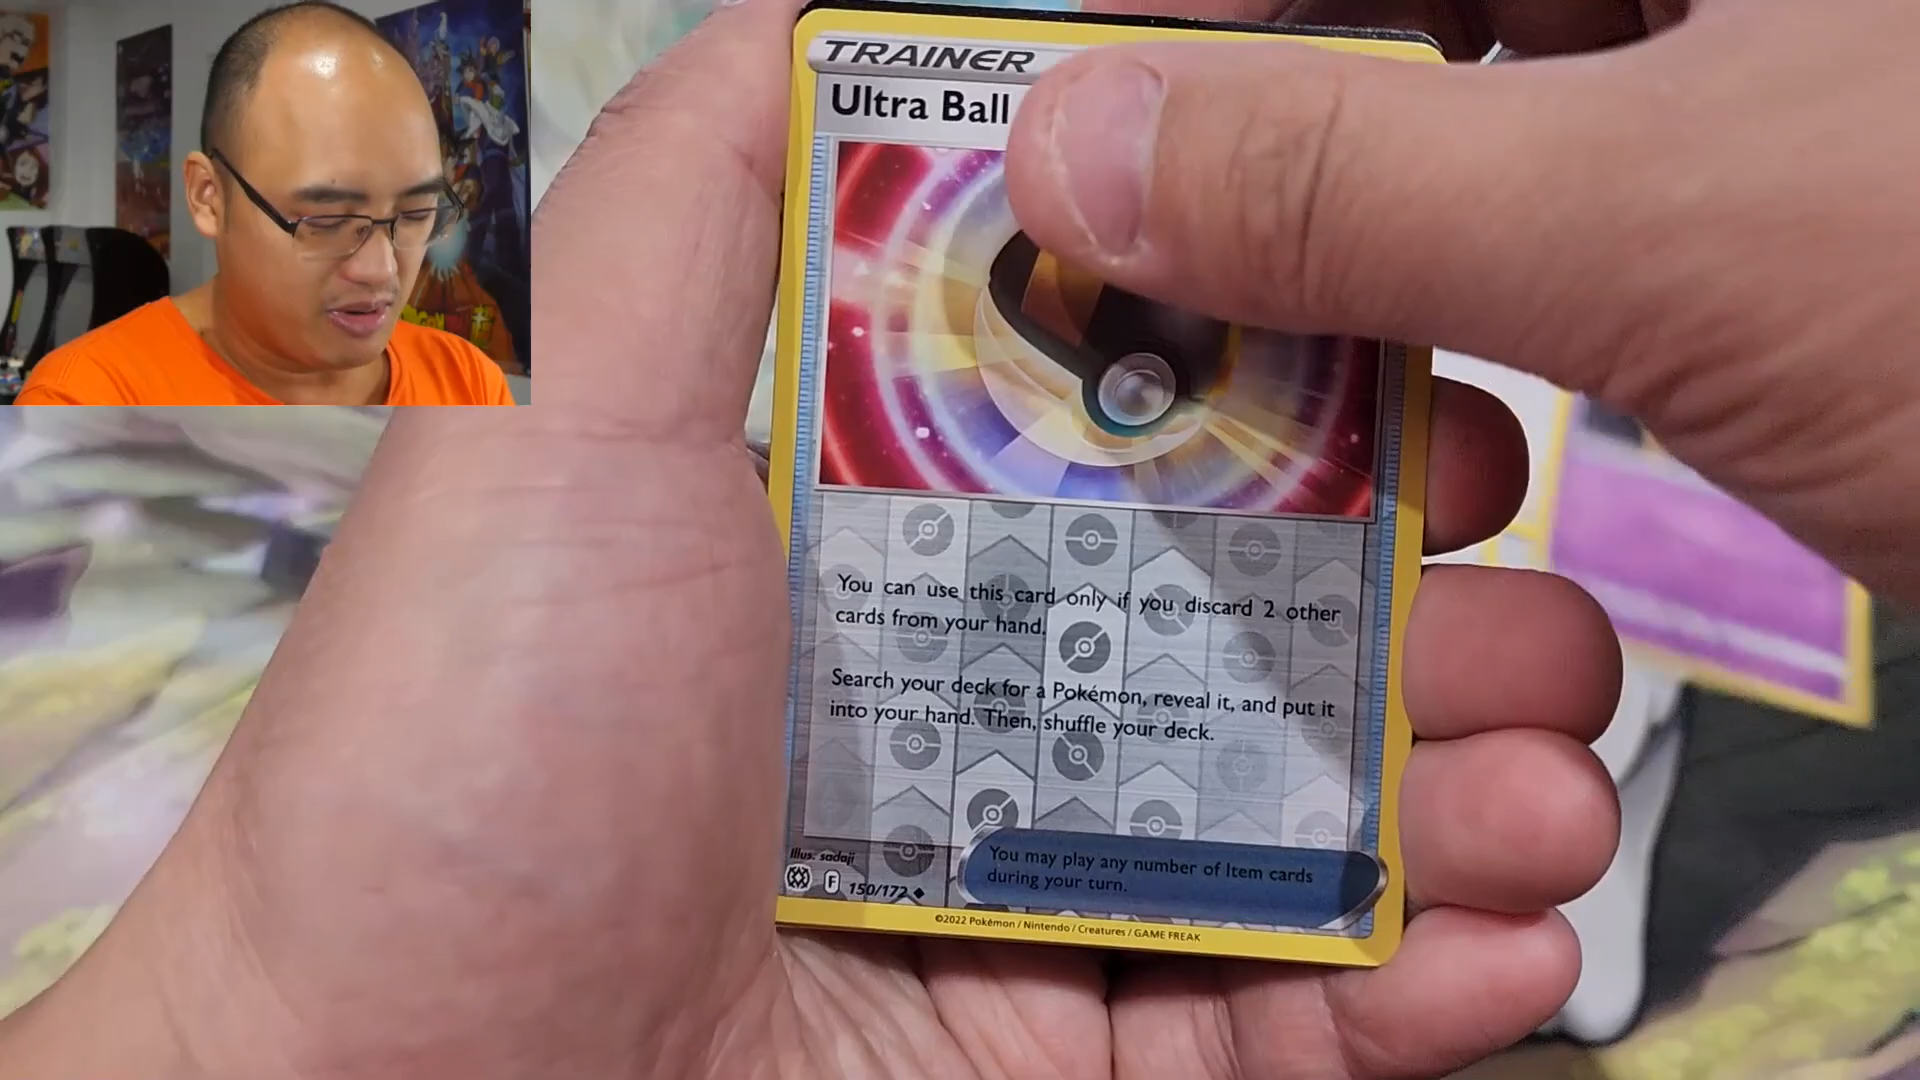 TRAINER
Ultra Ball
You can use this card only if you discard 2 other
cards from your hand.
Search your deck for a Pokémon, reveal it, and put it
into your hand. Then, shuffle your deck.
You may play any number of Item cards
during your turn.
Illus. sadaji
F 150/172
©2022 Pokémon / Nintendo / Creatures / GAME FREAK